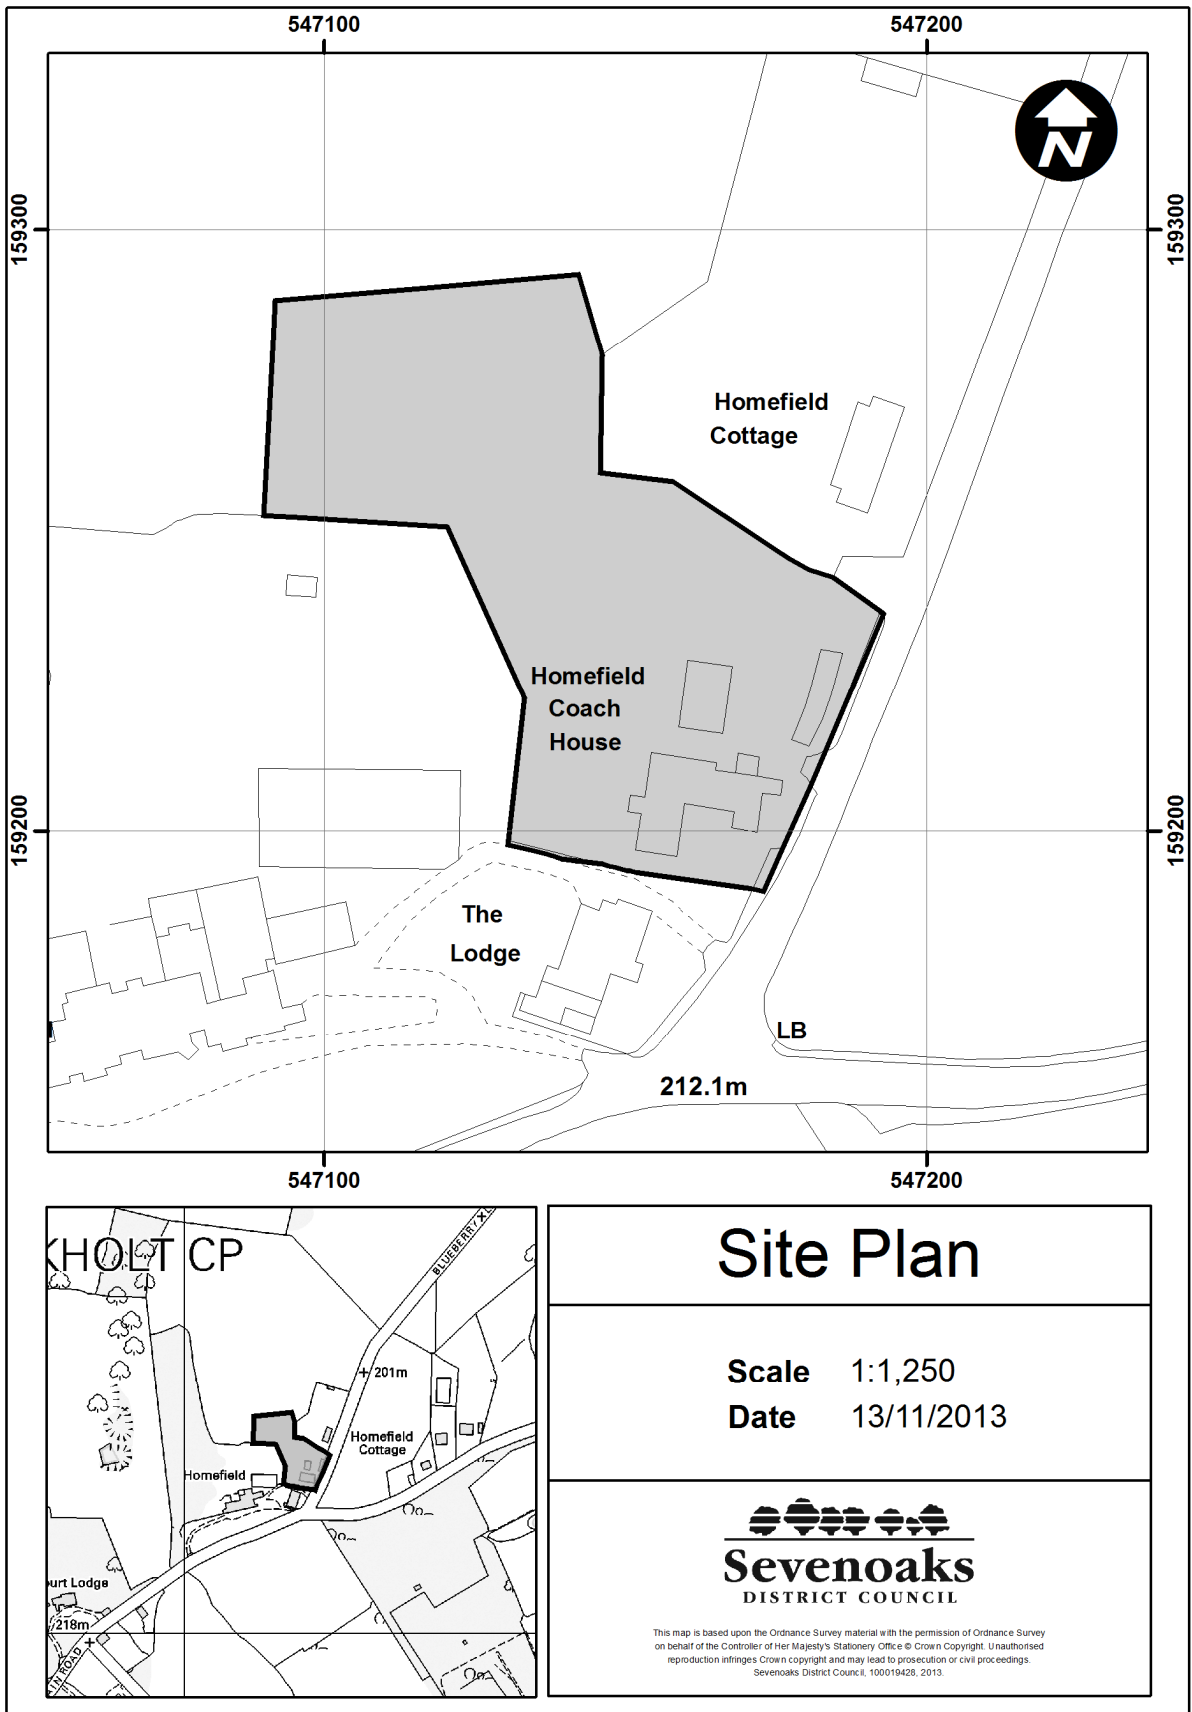 547100
547200
159300
159300
N
Homefield
Cottage
Homefield
Coach
House
159200
159200
The
Lodge
LB
212.1m
547100
547200
KHOLT CP
BLUEBERRY
201m
Homefield
Cottage
Homefield
urt Lodge
218m
IN ROAD
Site Plan
Scale 1:1,250
Date 13/11/2013
Sevenoaks
DISTRICT COUNCIL
This map is based upon the Ordnance Survey material with the permission of Ordnance Survey
on behalf of the Controller of Her Majesty's Stationery Office © Crown Copyright. Unauthorised
reproduction infringes Crown copyright and may lead to prosecution or civil proceedings.
Sevenoaks District Council, 100019428, 2013.